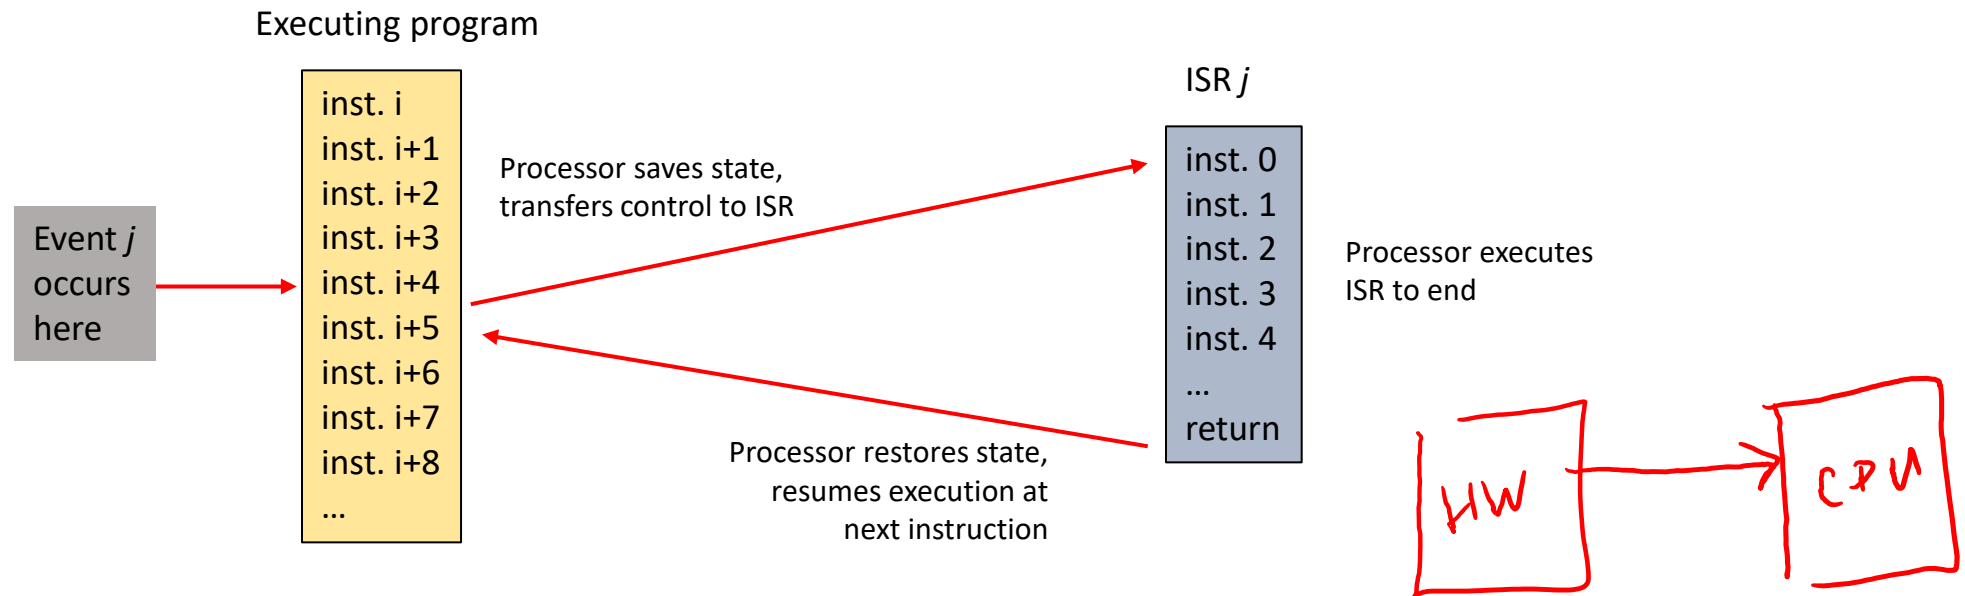 Executing program
inst. i
inst. i+1
inst. i+2
inst. i+3
inst. i+4
inst. i+5
inst. i+6
inst. i+7
inst. i+8
...
Event j
occurs
here
Processor saves state,
transfers control to ISR
ISR j
inst. 0
inst. 1
inst. 2
inst. 3
inst. 4
...
return
Processor executes
ISR to end
Processor restores state,
resumes execution at
next instruction
HW
CPU